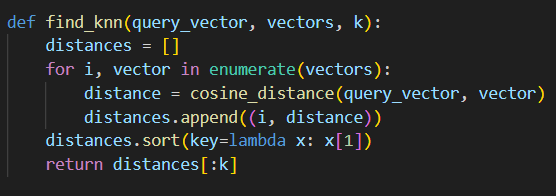 def find_knn(query_vector, vectors, k):
    distances = []
    for i, vector in enumerate(vectors):
        distance = cosine_distance(query_vector, vector)
        distances.append((i, distance))
    distances.sort(key=lambda x: x[1])
    return distances[:k]